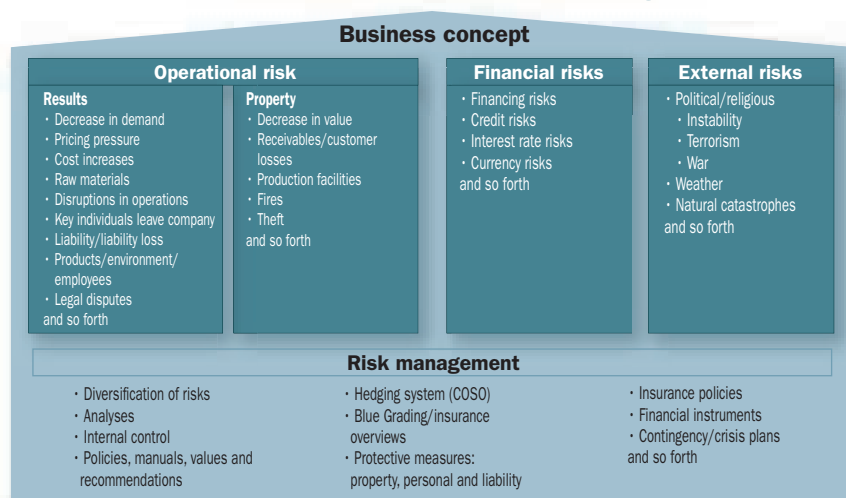 Business concept
Operational risk
Results
· Decrease in demand
· Pricing pressure
· Cost increases
· Raw materials
· Disruptions in operations
· Key individuals leave company
· Liability/liability loss
· Products/environment/
employees
· Legal disputes
and so forth
Property
· Decrease in value
· Receivables/customer
losses
· Production facilities
· Fires
· Theft
and so forth
Financial risks
· Financing risks
· Credit risks
· Interest rate risks
· Currency risks
and so forth
External risks
· Political/religious
· Instability
· Terrorism
· War
· Weather
· Natural catastrophes
and so forth
Risk management
· Diversification of risks
· Analyses
· Internal control
· Policies, manuals, values and
recommendations
· Hedging system (COSO)
· Blue Grading/insurance
overviews
· Protective measures:
property, personal and liability
· Insurance policies
· Financial instruments
· Contingency/crisis plans
and so forth